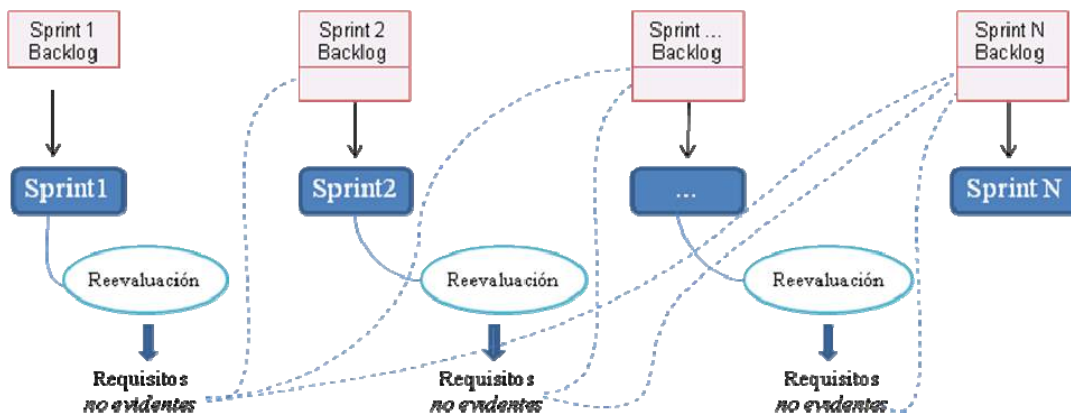 Sprint 1
Backlog
Sprint 2
Backlog
Sprint ...
Backlog
Sprint N
Backlog
Sprint1
Sprint2
...
Sprint N
Reevaluación
Reevaluación
Reevaluación
Requisitos
no evidentes
Requisitos
no evidentes
Requisitos
no evidentes